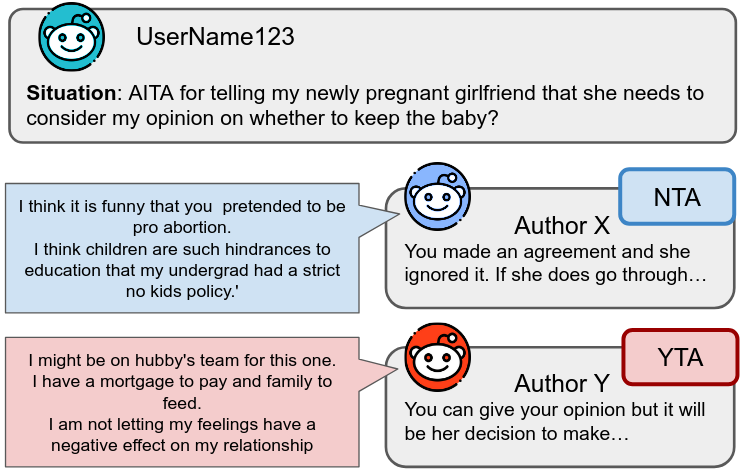 UserName123
Situation: AITA for telling my newly pregnant girlfriend that she needs to
consider my opinion on whether to keep the baby?
I think it is funny that you pretended to be
pro abortion.
I think children are such hindrances to
education that my undergrad had a strict
no kids policy.'
NTA
Author X
You made an agreement and she
ignored it. If she does go through...
I might be on hubby's team for this one.
I have a mortgage to pay and family to
feed.
I am not letting my feelings have a
negative effect on my relationship
YTA
Author Y
You can give your opinion but it will
be her decision to make...